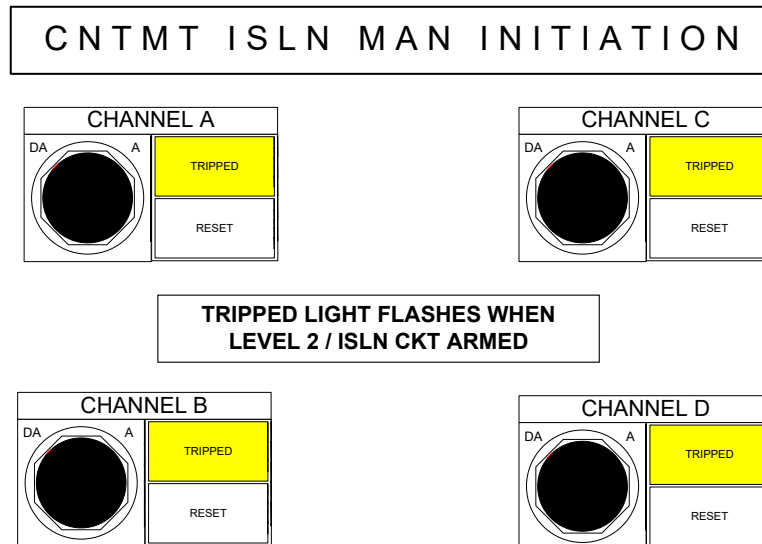 CNTMT ISLN MAN INITIATION
CHANNEL A
DA A
TRIPPED
RESET
CHANNEL C
DA A
TRIPPED
RESET
TRIPPED LIGHT FLASHES WHEN
LEVEL 2 / ISLN CKT ARMED
CHANNEL B
DA A
TRIPPED
RESET
CHANNEL D
DA A
TRIPPED
RESET